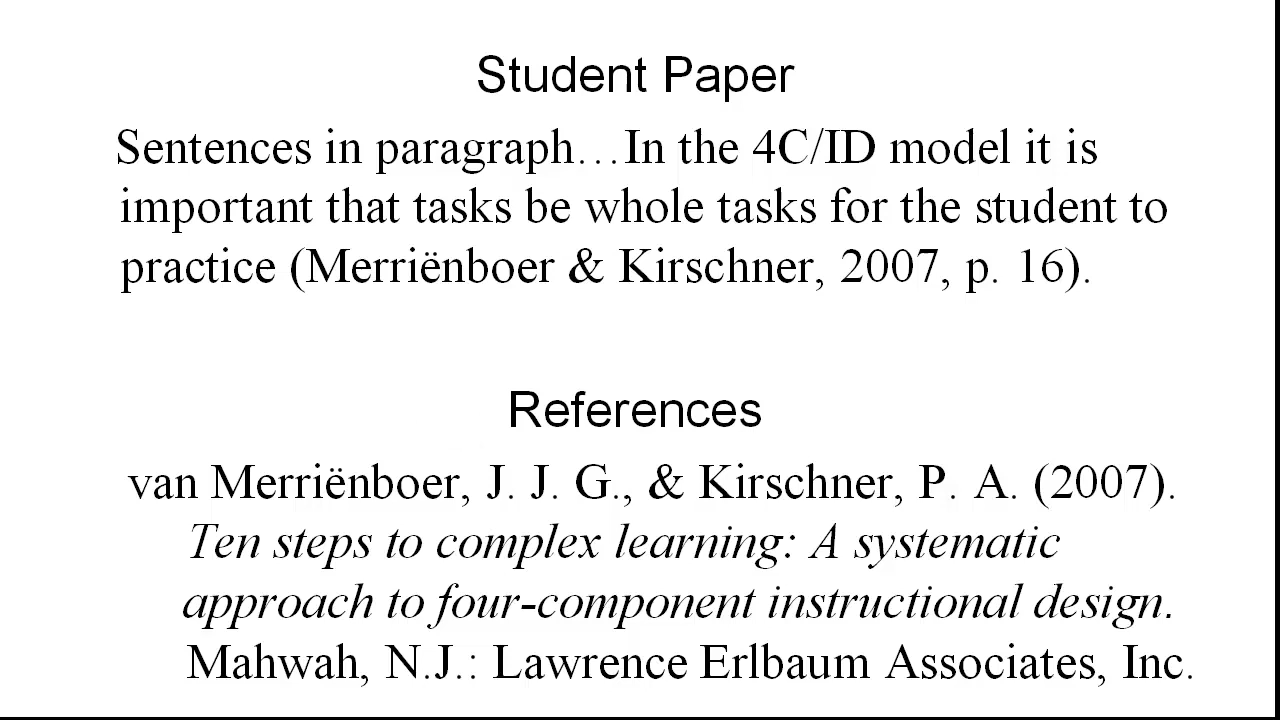 Student Paper
Sentences in paragraph…In the 4C/ID model it is
important that tasks be whole tasks for the student to
practice (Merriënboer & Kirschner, 2007, p. 16).
References
van Merriënboer, J. J. G., & Kirschner, P. A. (2007).
Ten steps to complex learning: A systematic
approach to four-component instructional design.
Mahwah, N.J.: Lawrence Erlbaum Associates, Inc.